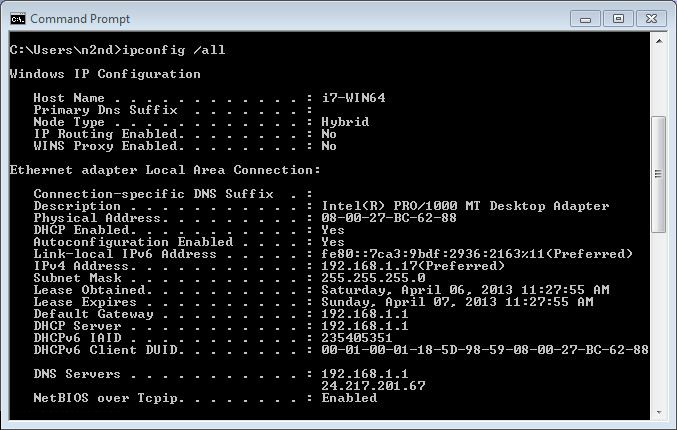 Command Prompt
C:\Users\n2nd>ipconfig /all
Windows IP Configuration
Host Name . . . . . . . . . . . . : i7-WIN64
Primary Dns Suffix . . . . . . . :
Node Type . . . . . . . . . . . . : Hybrid
IP Routing Enabled. . . . . . . . : No
WINS Proxy Enabled. . . . . . . . : No
Ethernet adapter Local Area Connection:
Connection-specific DNS Suffix . :
Description . . . . . . . . . . . : Intel(R) PRO/1000 MT Desktop Adapter
Physical Address. . . . . . . . . : 08-00-27-BC-62-88
DHCP Enabled. . . . . . . . . . . : Yes
Autoconfiguration Enabled . . . . : Yes
Link-local IPv6 Address . . . . . : fe80::7ca3:9bdf:2936:2163%11(Preferred)
IPv4 Address. . . . . . . . . . . : 192.168.1.17(Preferred)
Subnet Mask . . . . . . . . . . . : 255.255.255.0
Lease Obtained. . . . . . . . . . : Saturday, April 06, 2013 11:27:55 AM
Lease Expires . . . . . . . . . . : Sunday, April 07, 2013 11:27:55 AM
Default Gateway . . . . . . . . . : 192.168.1.1
DHCP Server . . . . . . . . . . . : 192.168.1.1
DHCPv6 IAID . . . . . . . . . . . : 235405351
DHCPv6 Client DUID. . . . . . . . : 00-01-00-01-18-5D-98-59-08-00-27-BC-62-88
DNS Servers . . . . . . . . . . . : 192.168.1.1
24.217.201.67
NetBIOS over Tcpip. . . . . . . . : Enabled